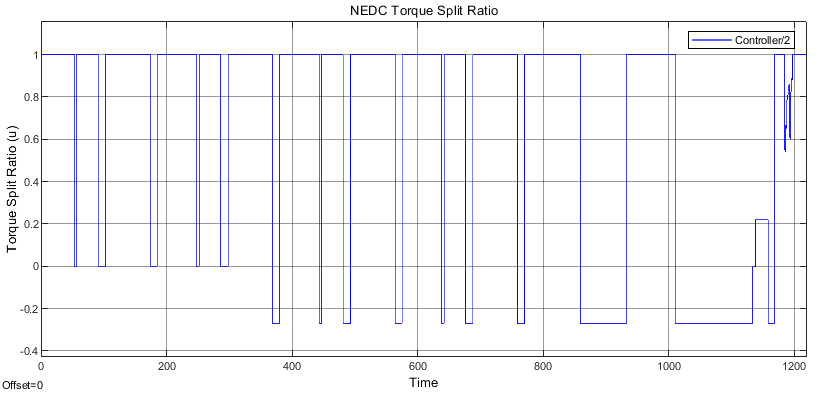 NEDC Torque Split Ratio
Controller/2
1
0.8
0.6
0.4
0.2
0
-0.2
-0.4
Torque Split Ratio (u)
0 200 400 600 800 1000 1200
Time
Offset=0